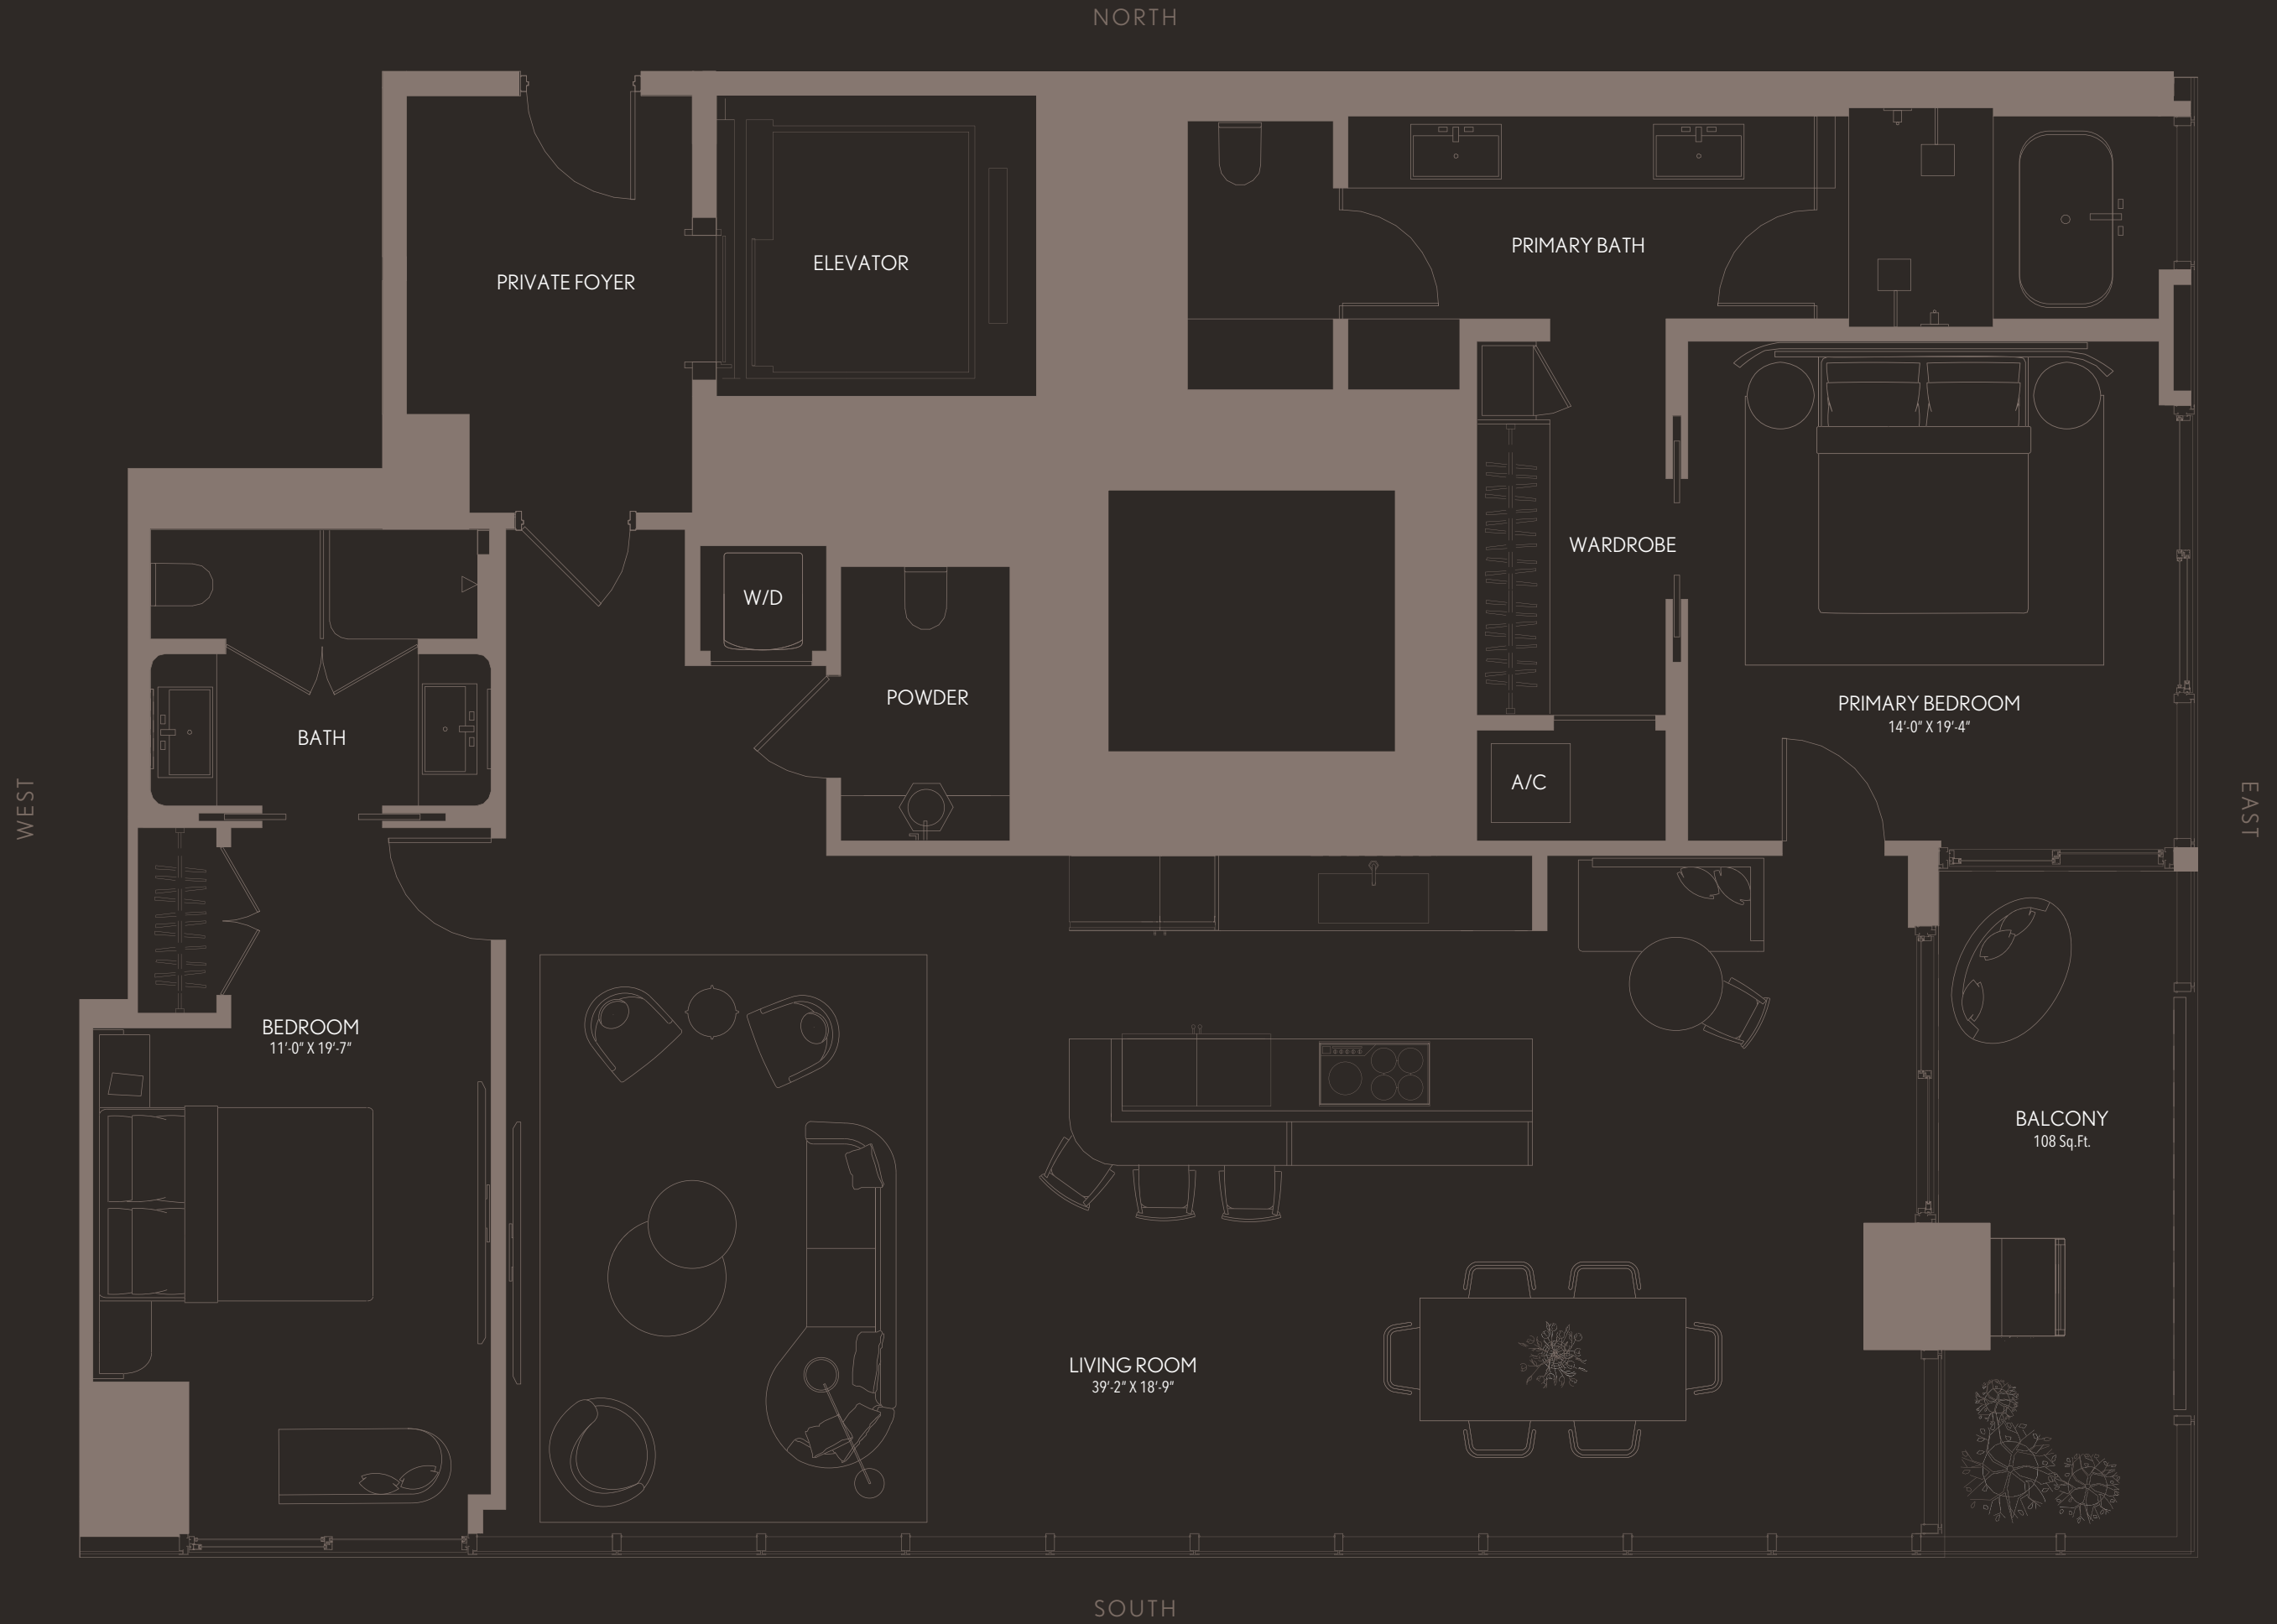 NORTH
PRIVATE FOYER
ELEVATOR
PRIMARY BATH
WARDROBE
W/D
POWDER
PRIMARY BEDROOM
14'-0" X 19'-4"
BATH
A/C
WEST
EAST
BEDROOM
11'-0" X 19'-7"
BALCONY
108 Sq.Ft.
LIVING ROOM
39'-2" X 18'-9"
SOUTH